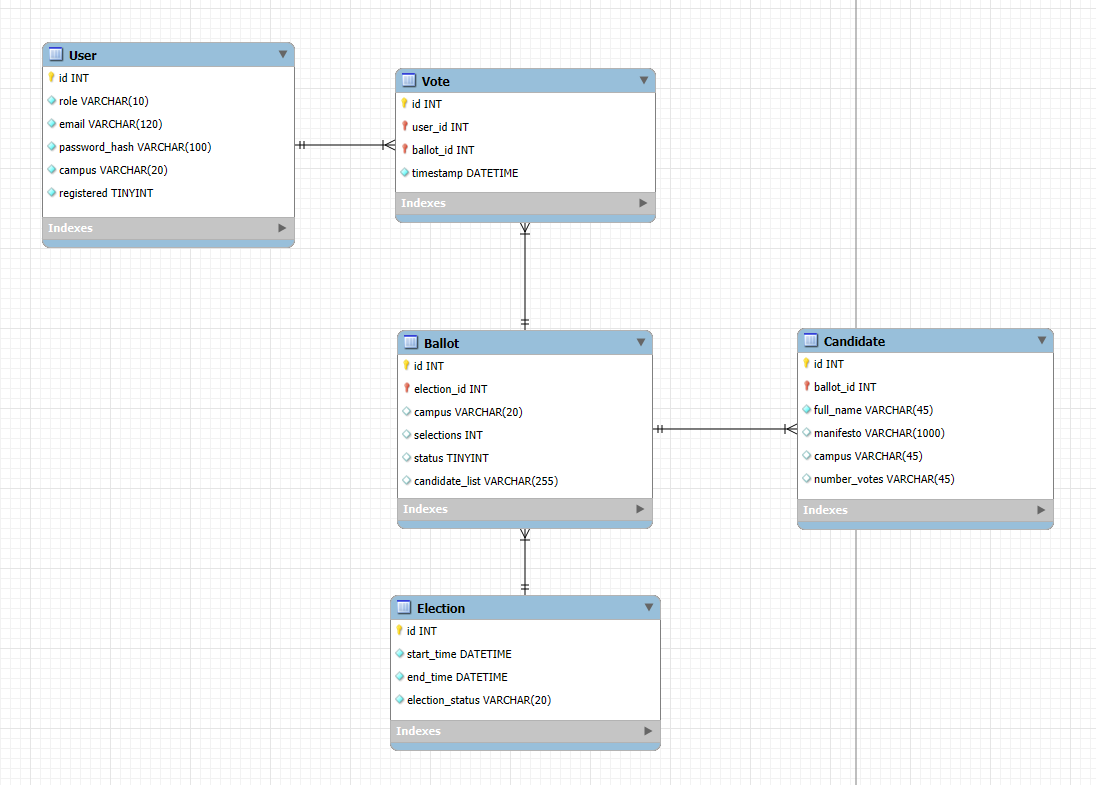 User
id INT
role VARCHAR(10)
email VARCHAR(120)
password_hash VARCHAR(100)
campus VARCHAR(20)
registered TINYINT
Indexes
Vote
id INT
user_id INT
ballot_id INT
timestamp DATETIME
Indexes
Ballot
id INT
election_id INT
campus VARCHAR(20)
selections INT
status TINYINT
candidate_list VARCHAR(255)
Indexes
Candidate
id INT
ballot_id INT
full_name VARCHAR(45)
manifesto VARCHAR(1000)
campus VARCHAR(45)
number_votes VARCHAR(45)
Indexes
Election
id INT
start_time DATETIME
end_time DATETIME
election_status VARCHAR(20)
Indexes